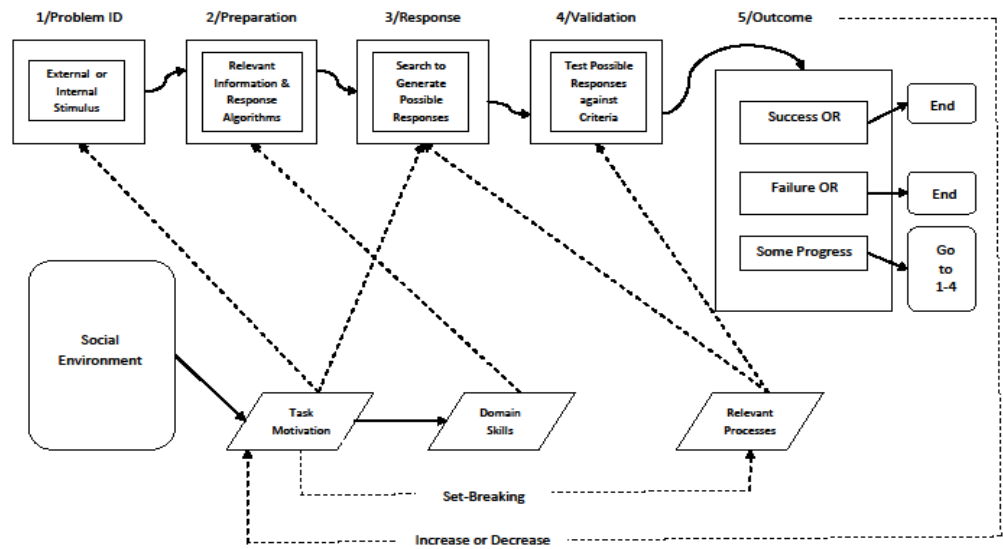 1/Problem ID
2/Preparation
3/Response
4/Validation
5/Outcome
External or
Internal
Stimulus
Relevant
Information &
Response
Algorithms
Search to
Generate
Possible
Responses
Test Possible
Responses
against
Criteria
Success OR
End
Failure OR
End
Some Progress
Go
to
1-4
Social
Environment
Task
Motivation
Domain
Skills
Relevant
Processes
Set-Breaking
Increase or Decrease